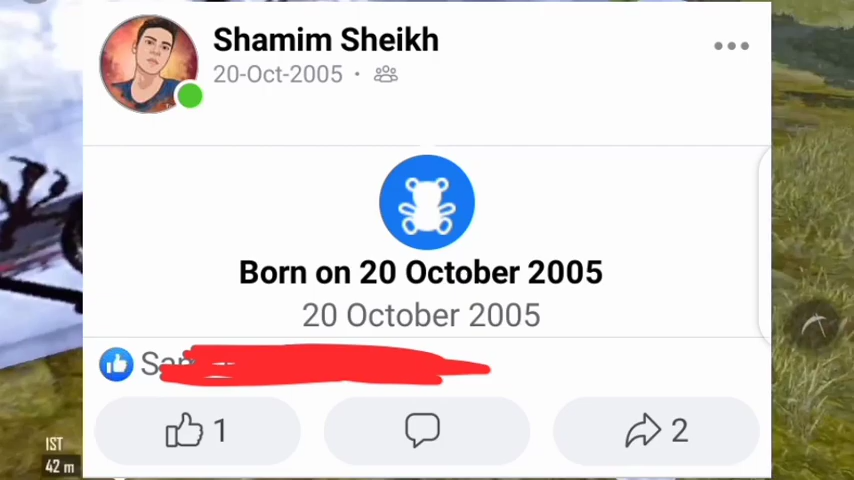 Shamim Sheikh
20-Oct-2005 ·
Born on 20 October 2005
20 October 2005
1
2
IST
42 m